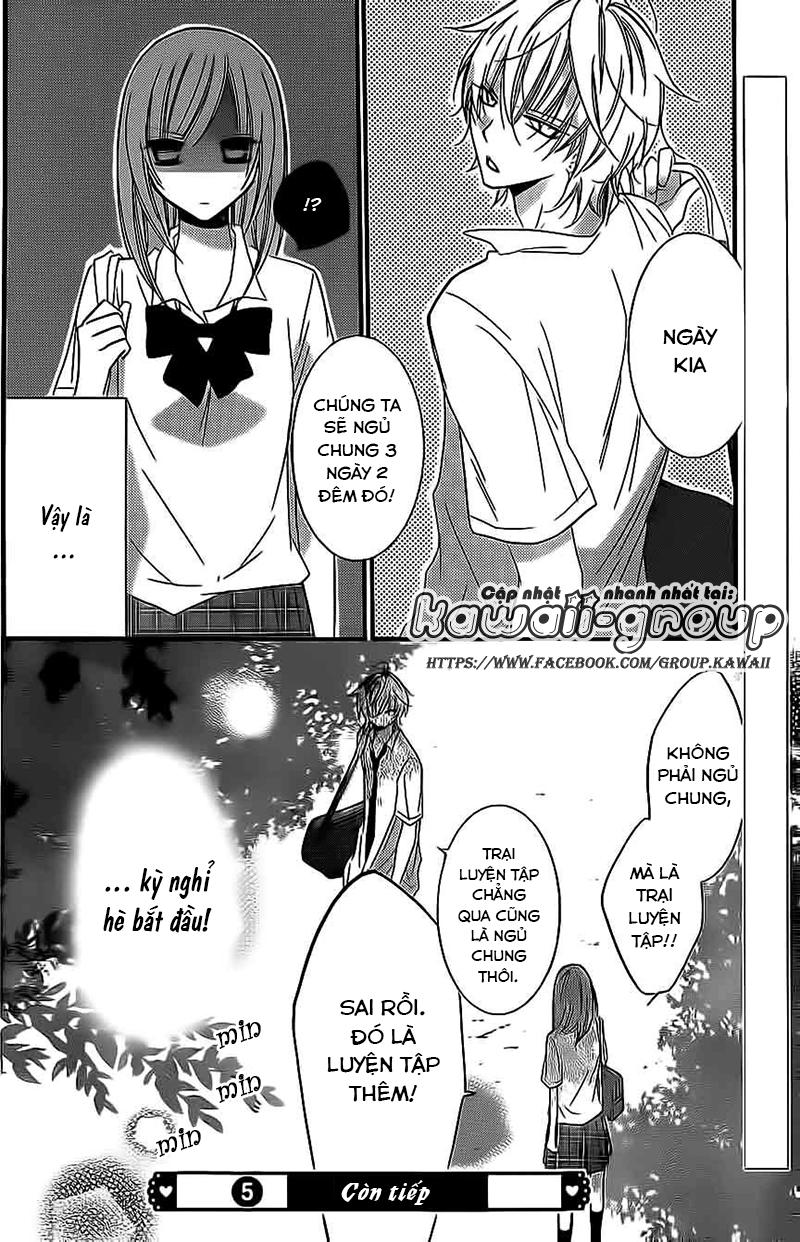 NGÀY
KIA
CHÚNG TA
SẼ NGỦ
CHUNG 3
NGÀY 2
ĐÊM ĐÓ!
!?
Vậy là
...
Cập nhật nhanh nhất tại:
kawaii-group
HTTPS://WWW.FACEBOOK.COM/GROUP.KAWAII
KHÔNG
PHẢI NGỦ
CHUNG,
MÀ LÀ
TRẠI
LUYỆN
TẬP!!
TRẠI
LUYỆN TẬP
CHẲNG
QUA CŨNG
LÀ NGỦ
CHUNG
THÔI.
SAI RỒI.
ĐÓ LÀ
LUYỆN TẬP
THÊM!
... kỳ nghỉ
hè bắt đầu!
min
min
min
5 Còn tiếp